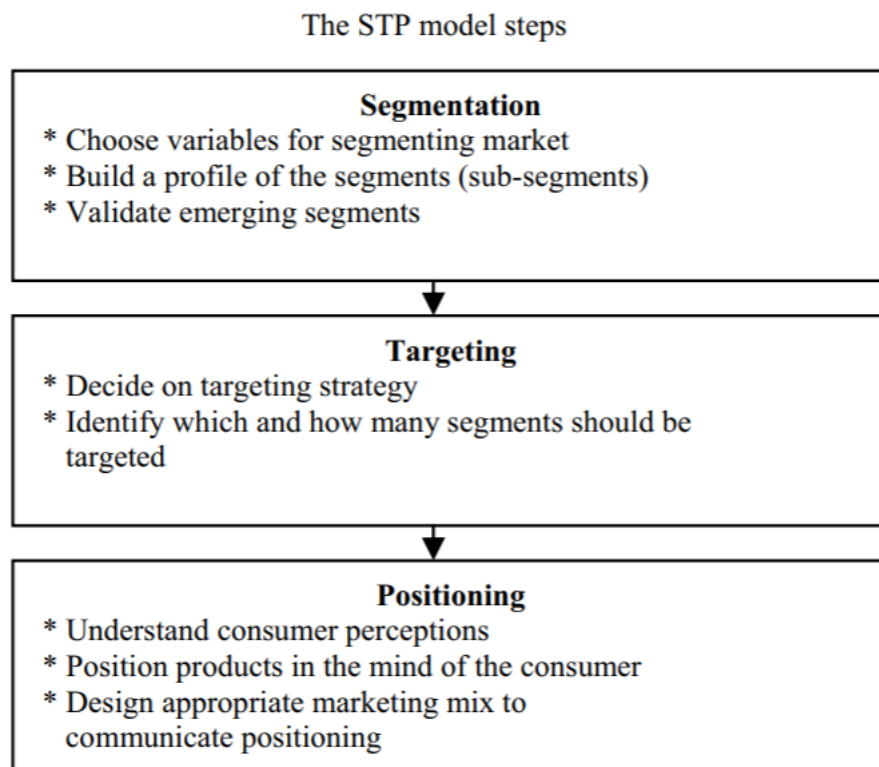 The STP model steps
Segmentation
* Choose variables for segmenting market
* Build a profile of the segments (sub-segments)
* Validate emerging segments
Targeting
* Decide on targeting strategy
* Identify which and how many segments should be
targeted
Positioning
* Understand consumer perceptions
* Position products in the mind of the consumer
* Design appropriate marketing mix to
communicate positioning